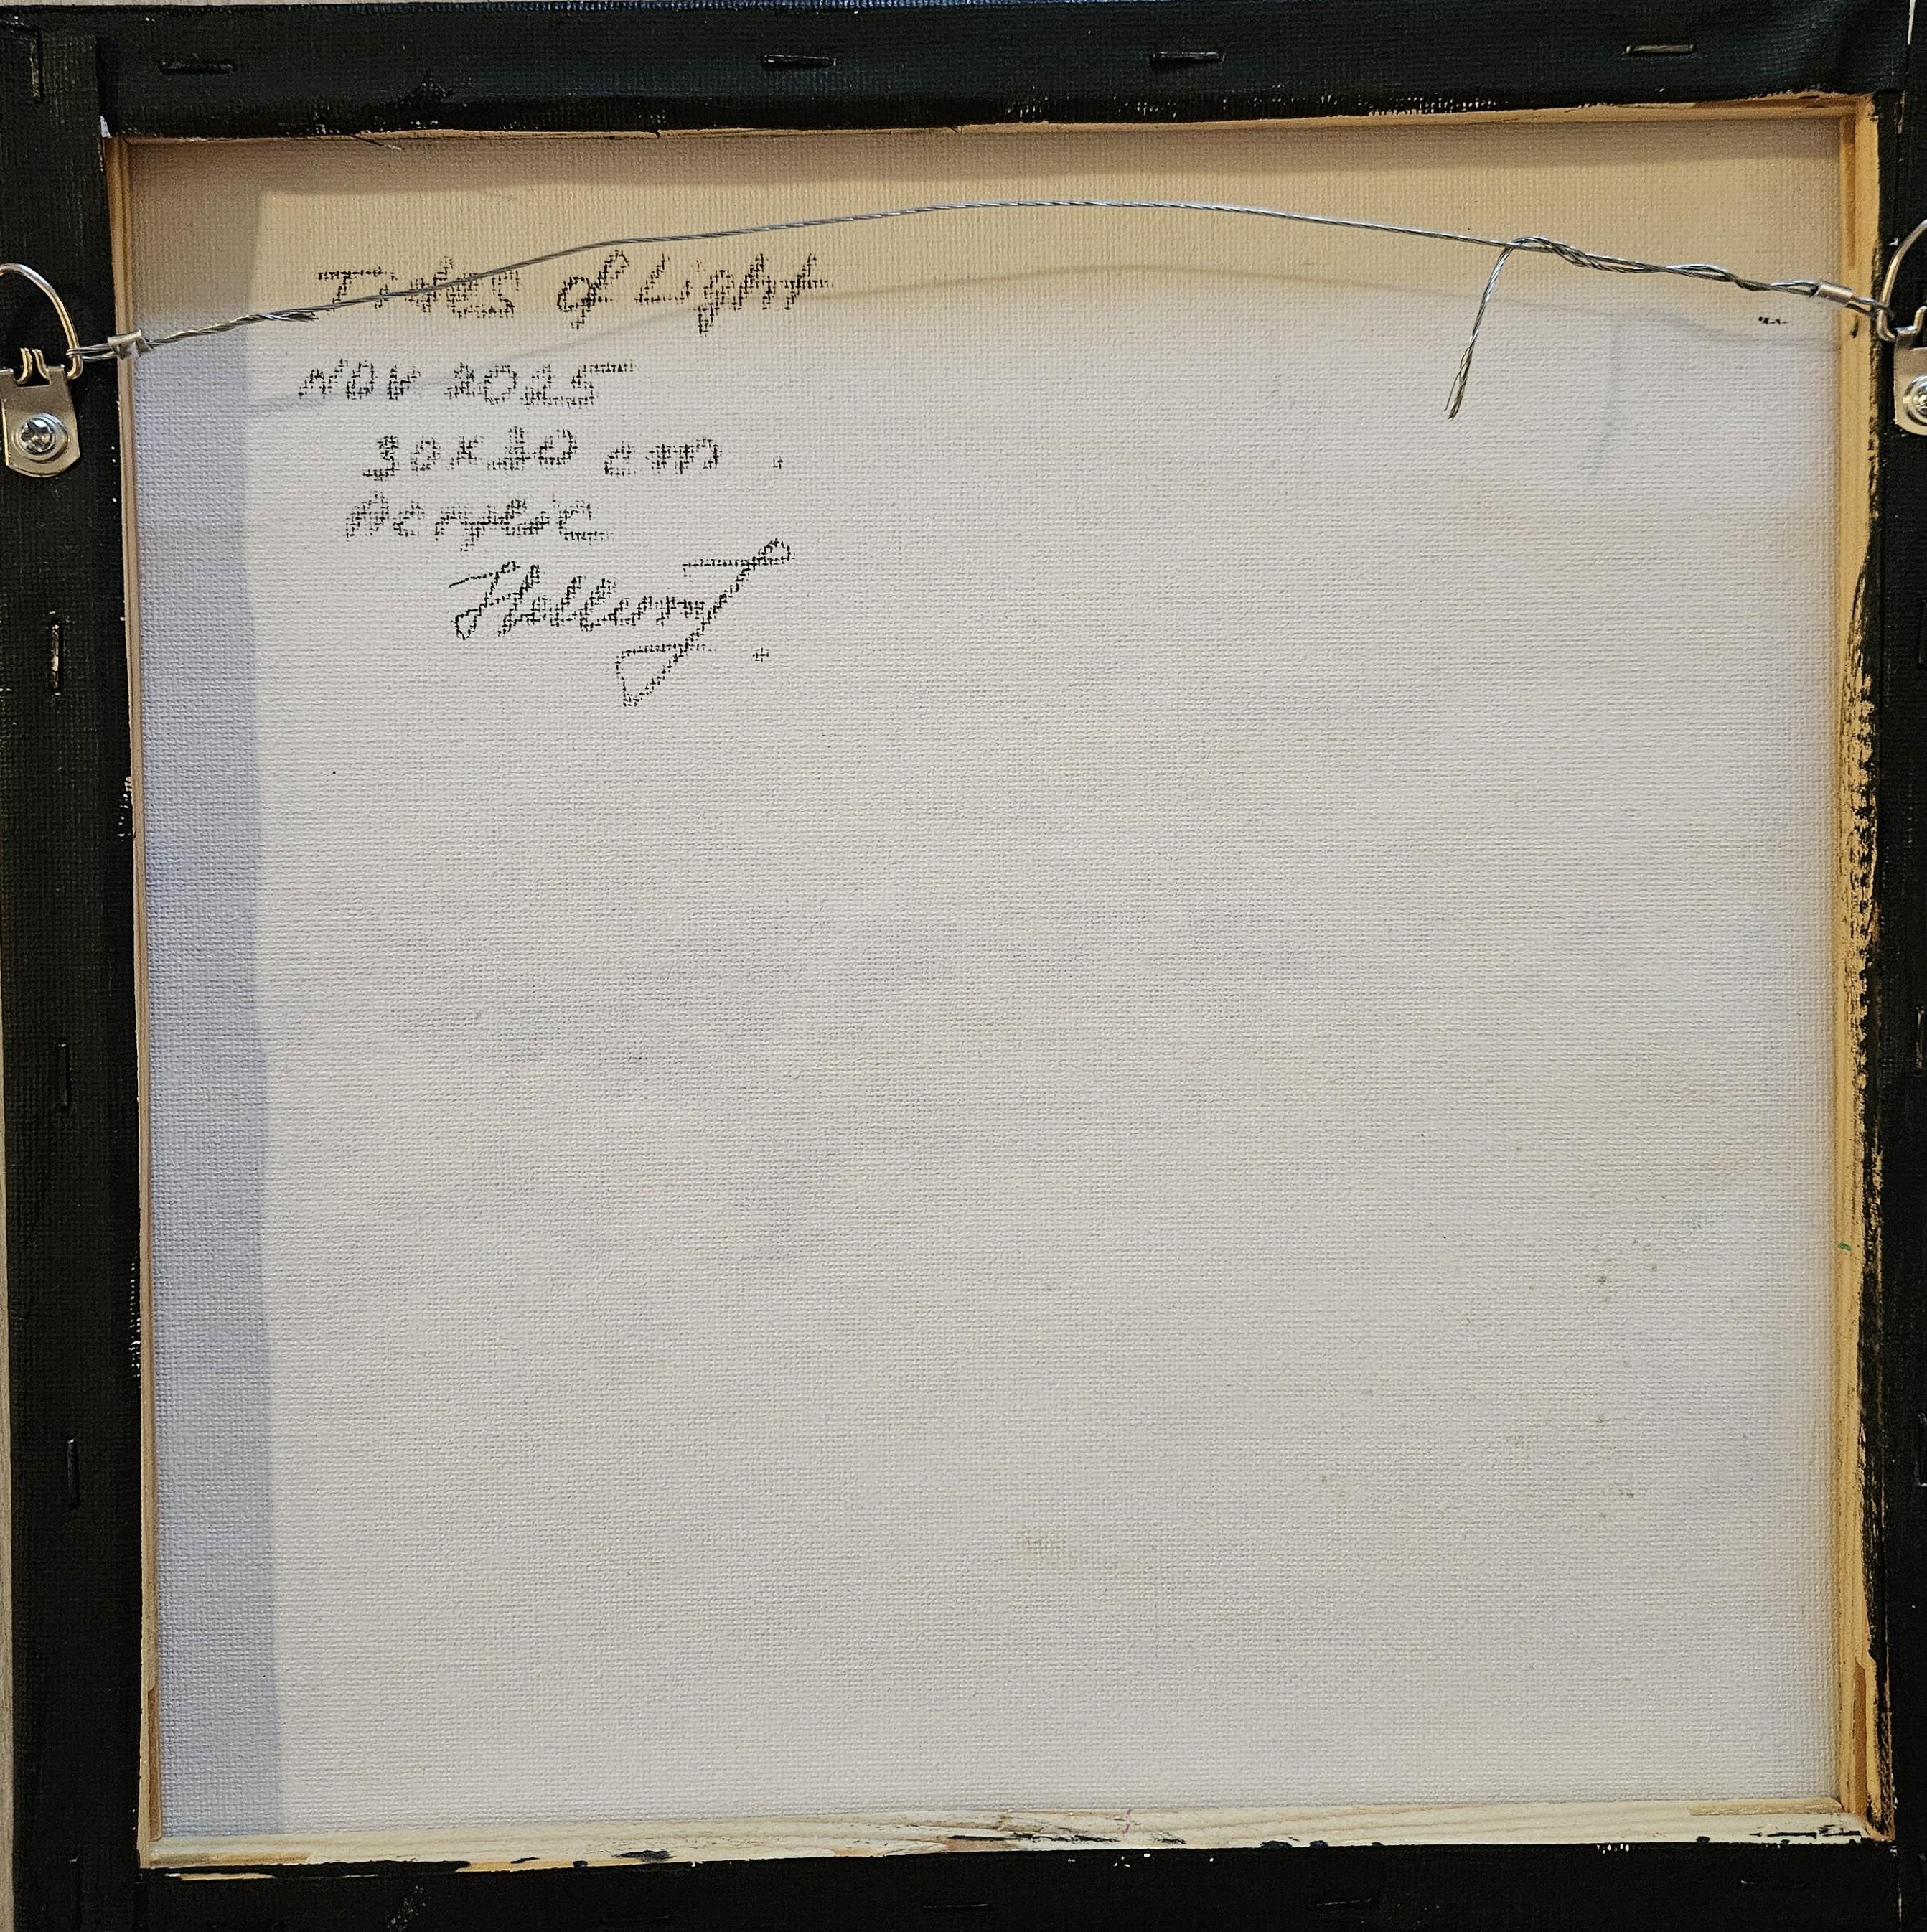 Tides of Light
Nov 2025
30x30 cm
Acrylic